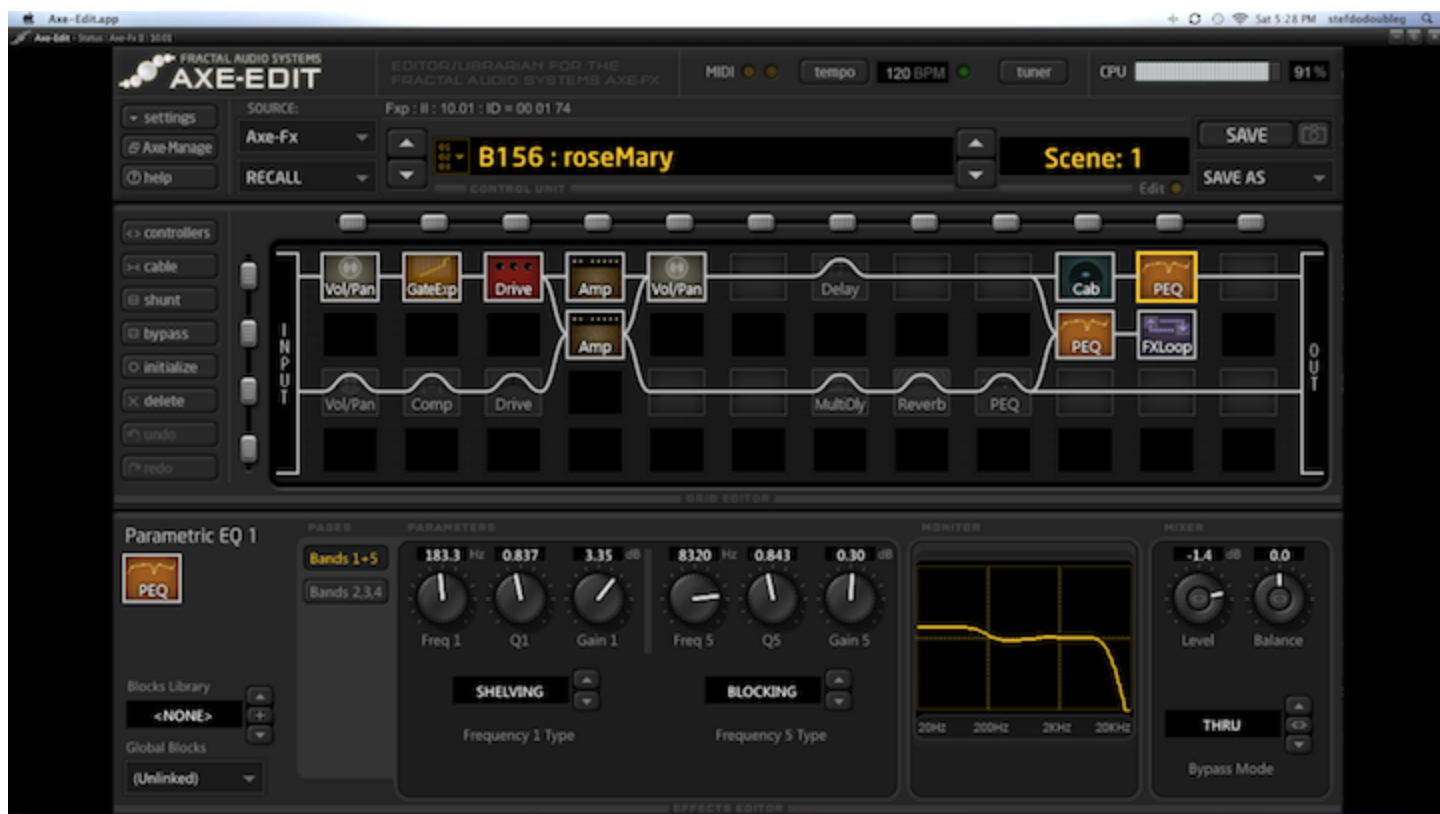 Axe-Edit.app
Sat 5:28 PM stefdodoubleg
Axe-Edit - Status : Axe-Fx II : 10.01
FRACTAL AUDIO SYSTEMS
AXE-EDIT
EDITOR/LIBRARIAN FOR THE
FRACTAL AUDIO SYSTEMS AXE-FX
MIDI
tempo
120 BPM
tuner
CPU
91%
settings
Axe-Manage
help
SOURCE:
Axe-Fx
RECALL
Fxp : II : 10.01 : ID = 00 01 74
B156 : roseMary
CONTROL UNIT
Scene: 1
Edit
SAVE
SAVE AS
controllers
cable
shunt
bypass
initialize
delete
undo
redo
INPUT
Vol/Pan GateExp Drive Amp Vol/Pan Delay Cab PEQ
Amp PEQ FXLoop
Vol/Pan Comp Drive MultiDly Reverb PEQ
OUT
GRID EDITOR
Parametric EQ 1
PEQ
Blocks Library
<NONE>
Global Blocks
(Unlinked)
PAGES
Bands 1+5
Bands 2,3,4
PARAMETERS
183.3 Hz 0.837 3.35 dB 8320 Hz 0.843 0.30 dB
Freq 1 Q1 Gain 1 Freq 5 Q5 Gain 5
SHELVING BLOCKING
Frequency 1 Type Frequency 5 Type
MONITOR
20Hz 200Hz 2KHz 20KHz
MIXER
-1.4 dB 0.0
Level Balance
THRU
Bypass Mode
EFFECTS EDITOR